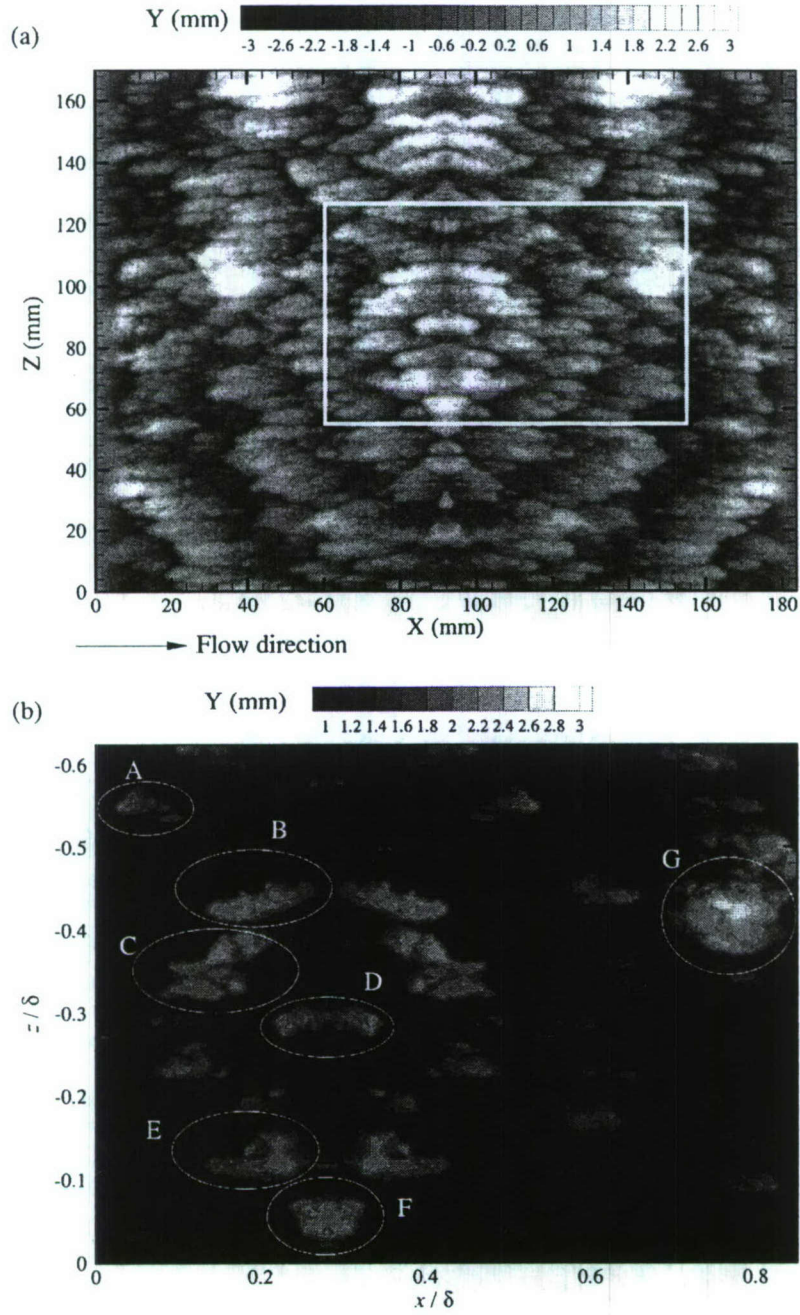 (a)
Y (mm)
-3 -2.6 -2.2 -1.8 -1.4 -1 -0.6 -0.2 0.2 0.6 1 1.4 1.8 2.2 2.6 3
160
140
120
100
80
60
40
20
0
Z (mm)
0 20 40 60 80 100 120 140 160 180
X (mm)
Flow direction
(b)
Y (mm)
1 1.2 1.4 1.6 1.8 2 2.2 2.4 2.6 2.8 3
-0.6
-0.5
-0.4
-0.3
-0.2
-0.1
0
z / δ
A
B
G
C
D
E
F
0 0.2 0.4 0.6 0.8
x / δ